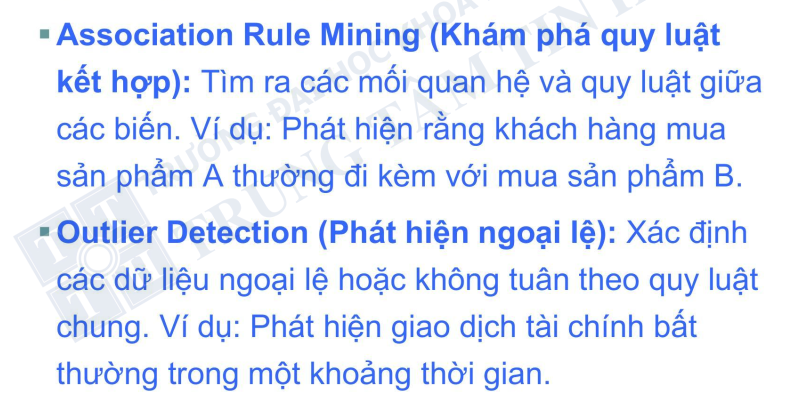 ▪ Association Rule Mining (Khám phá quy luật
kết hợp): Tìm ra các mối quan hệ và quy luật giữa
các biến. Ví dụ: Phát hiện rằng khách hàng mua
sản phẩm A thường đi kèm với mua sản phẩm B.
▪ Outlier Detection (Phát hiện ngoại lệ): Xác định
các dữ liệu ngoại lệ hoặc không tuân theo quy luật
chung. Ví dụ: Phát hiện giao dịch tài chính bất
thường trong một khoảng thời gian.